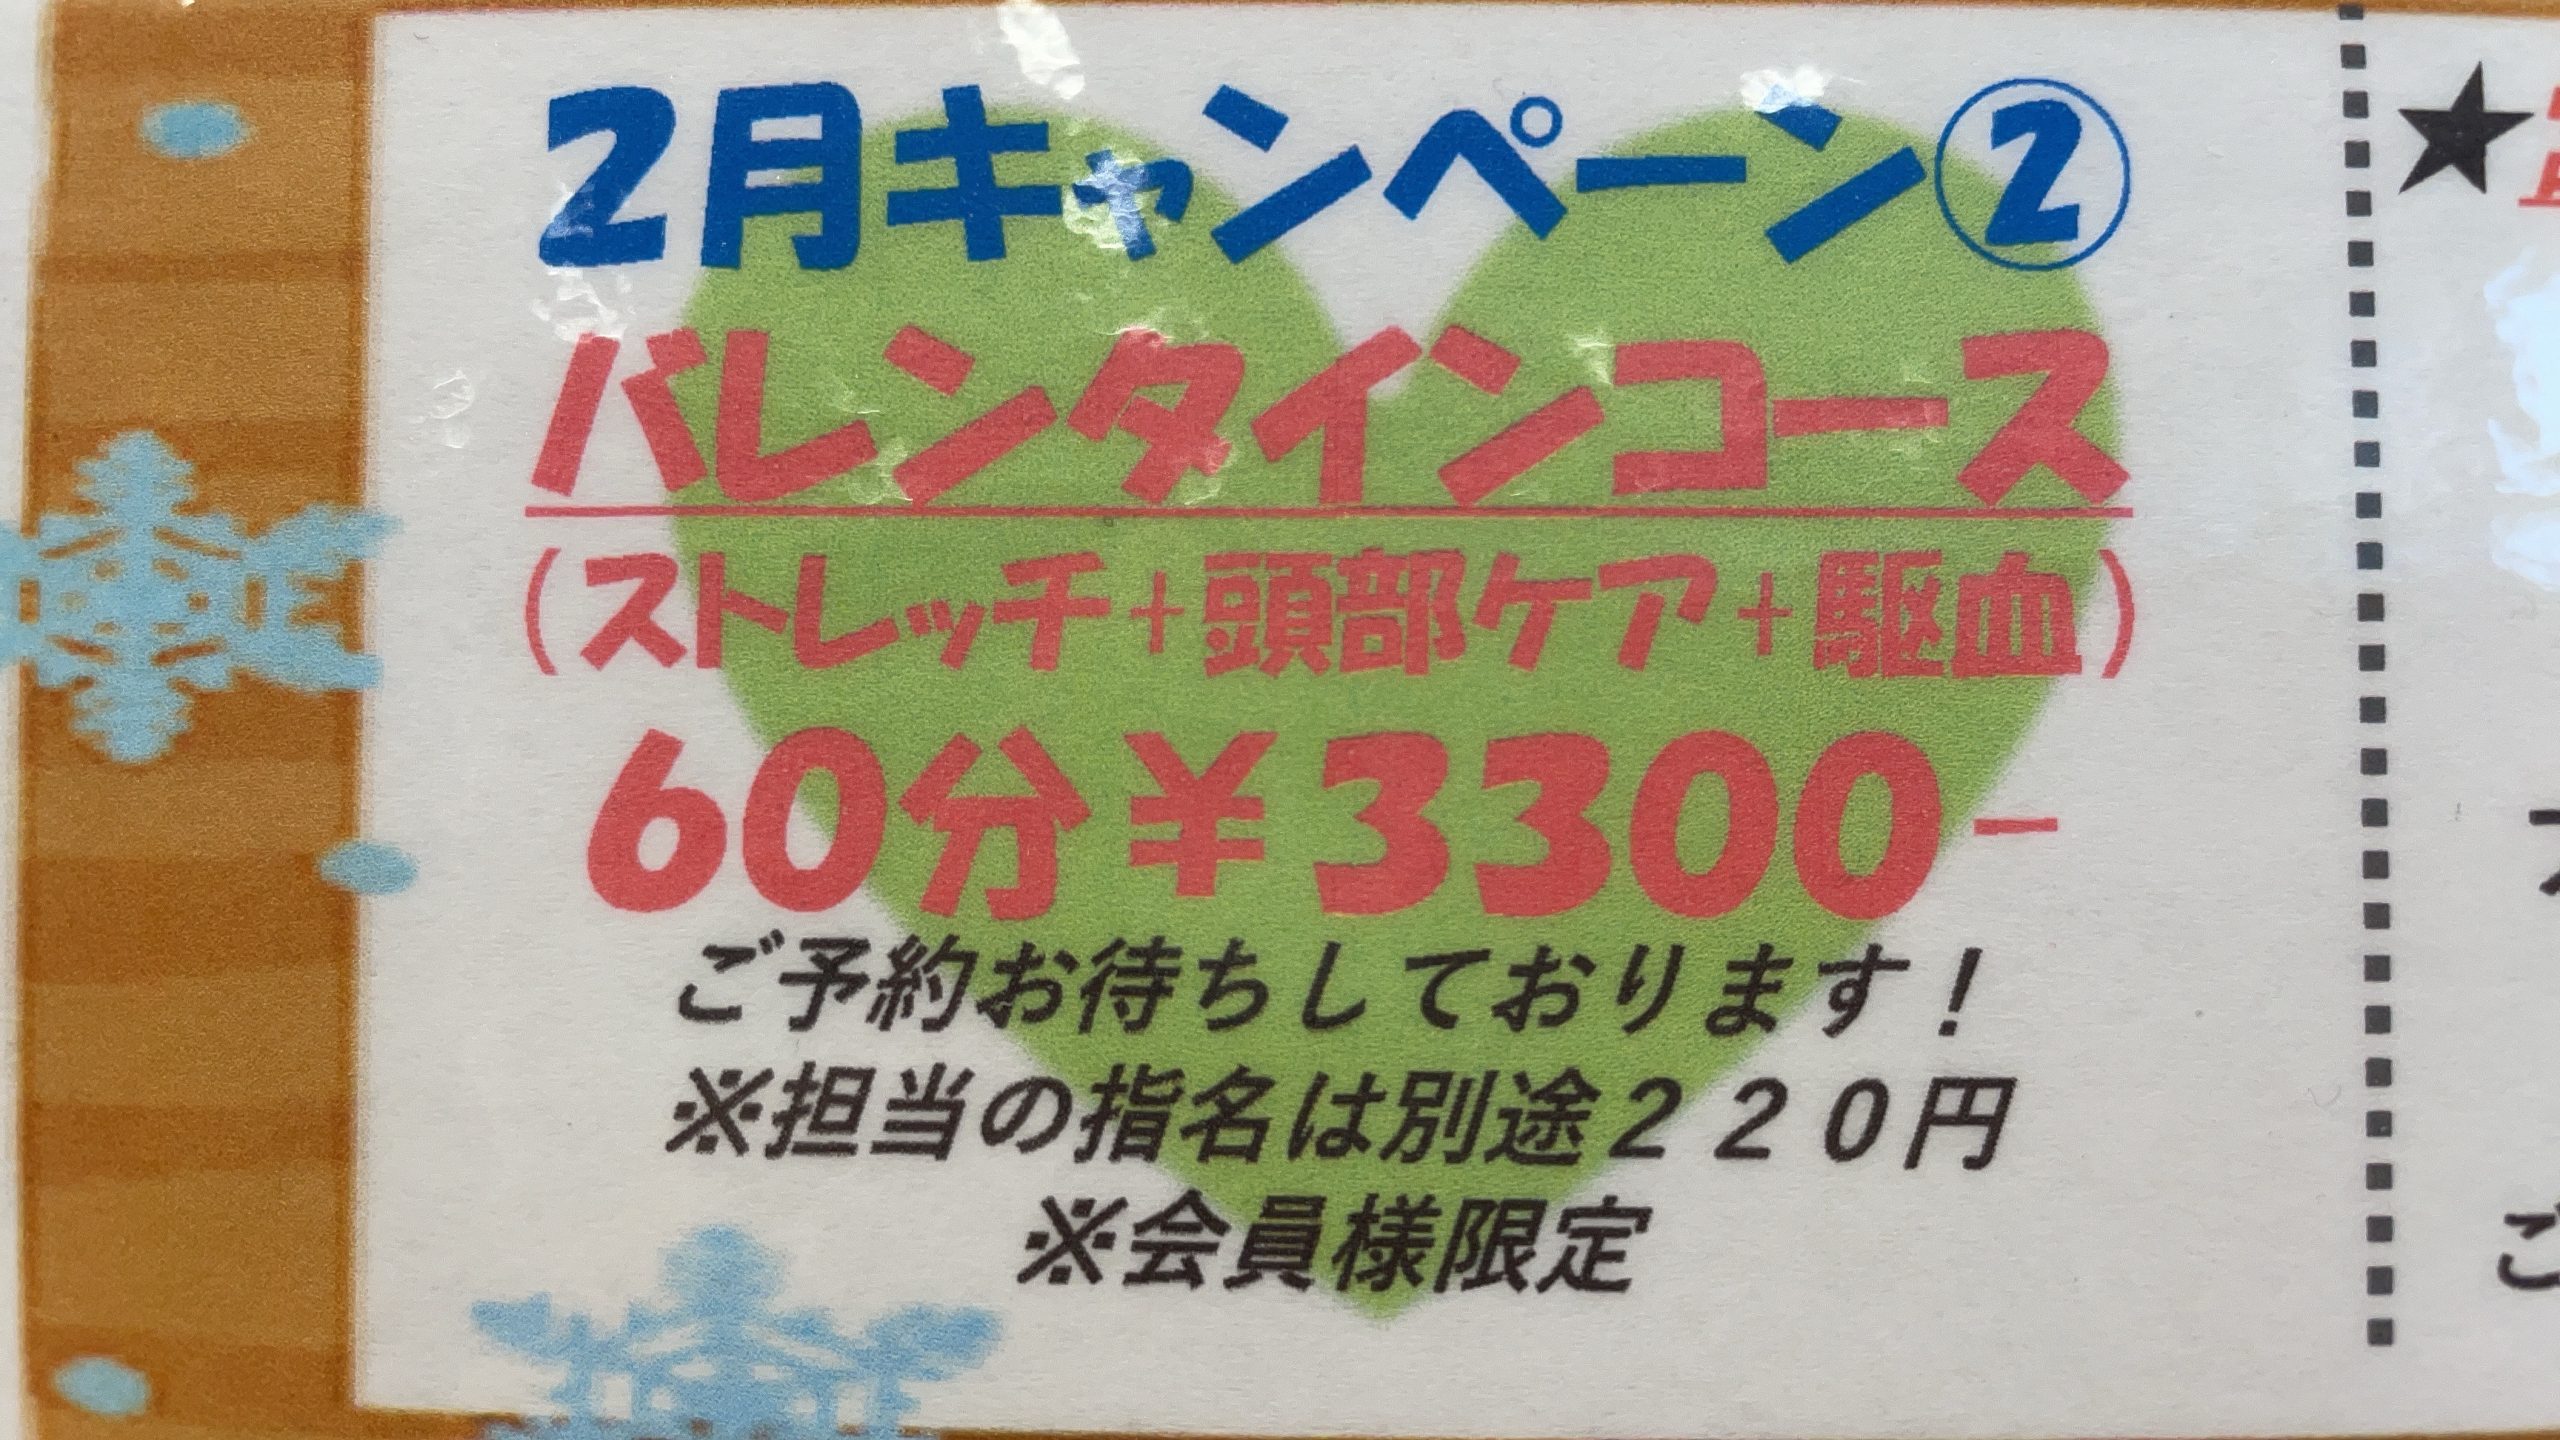 2月キャンペーン②
バレンタインコース
(ストレッチ+頭部ケア+駆血)
60分¥3300-
ご予約お待ちしております!
※担当の指名は別途220円
※会員様限定
★
ご